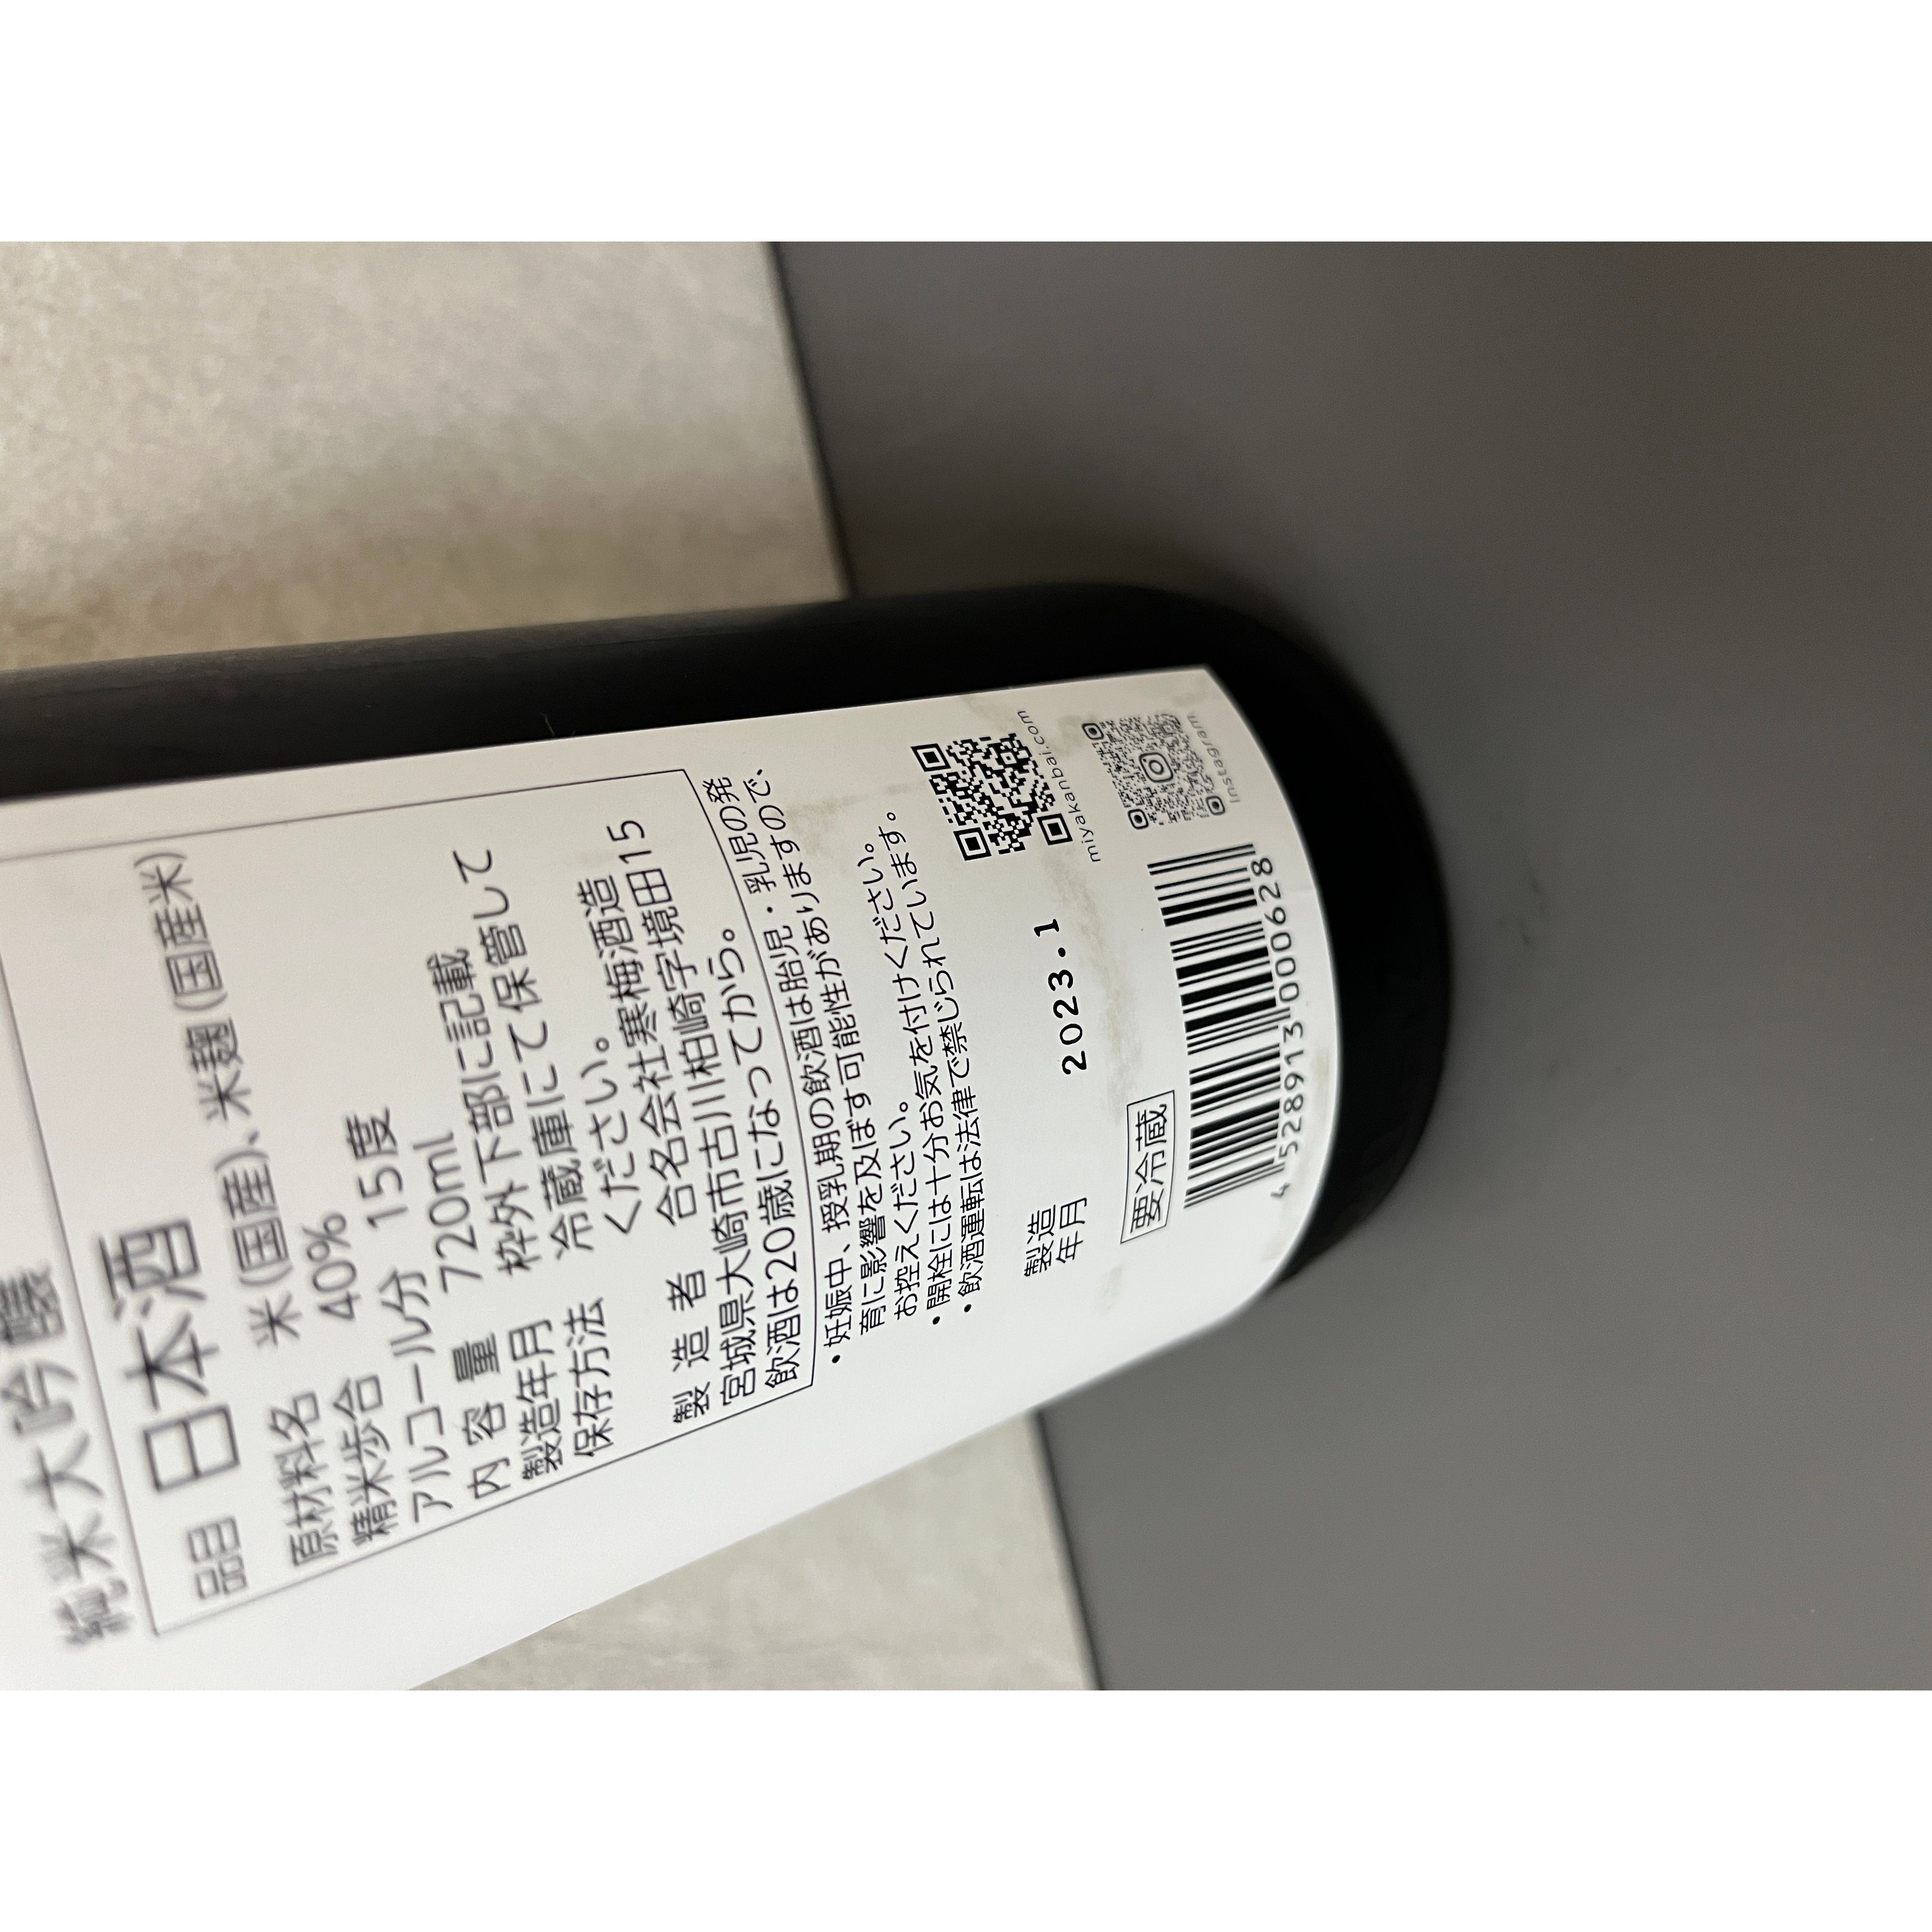 純米大吟醸
品目 日本酒
原材料名 米(国産)、米麹(国産米)
精米歩合 40%
アルコール分 15度
内容量 720ml
製造年月 枠外下部に記載
保存方法 冷蔵庫にて保管して
ください。
製造者 合名会社寒梅酒造
宮城県大崎市古川柏崎字境田15
飲酒は20歳になってから。
・妊娠中、授乳期の飲酒は胎児・乳児の発
育に影響を及ぼす可能性がありますので、
お控えください。
・開栓には十分お気を付けください。
・飲酒運転は法律で禁じられています。
製造
年月
2023.1
miyakanbai.com
要冷蔵
4 528913 000628
Instagram